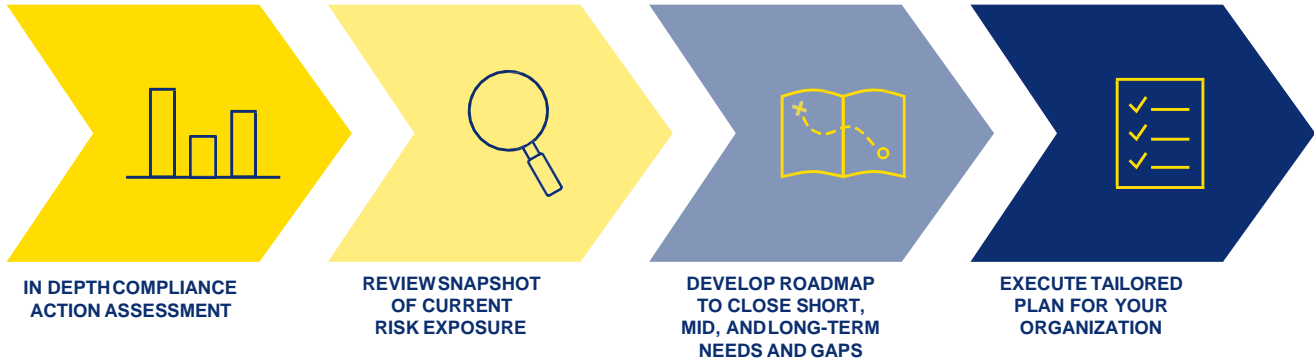 IN DEPTH COMPLIANCE
ACTION ASSESSMENT
REVIEW SNAPSHOT
OF CURRENT
RISK EXPOSURE
DEVELOP ROADMAP
TO CLOSE SHORT,
MID, AND LONG-TERM
NEEDS AND GAPS
EXECUTE TAILORED
PLAN FOR YOUR
ORGANIZATION